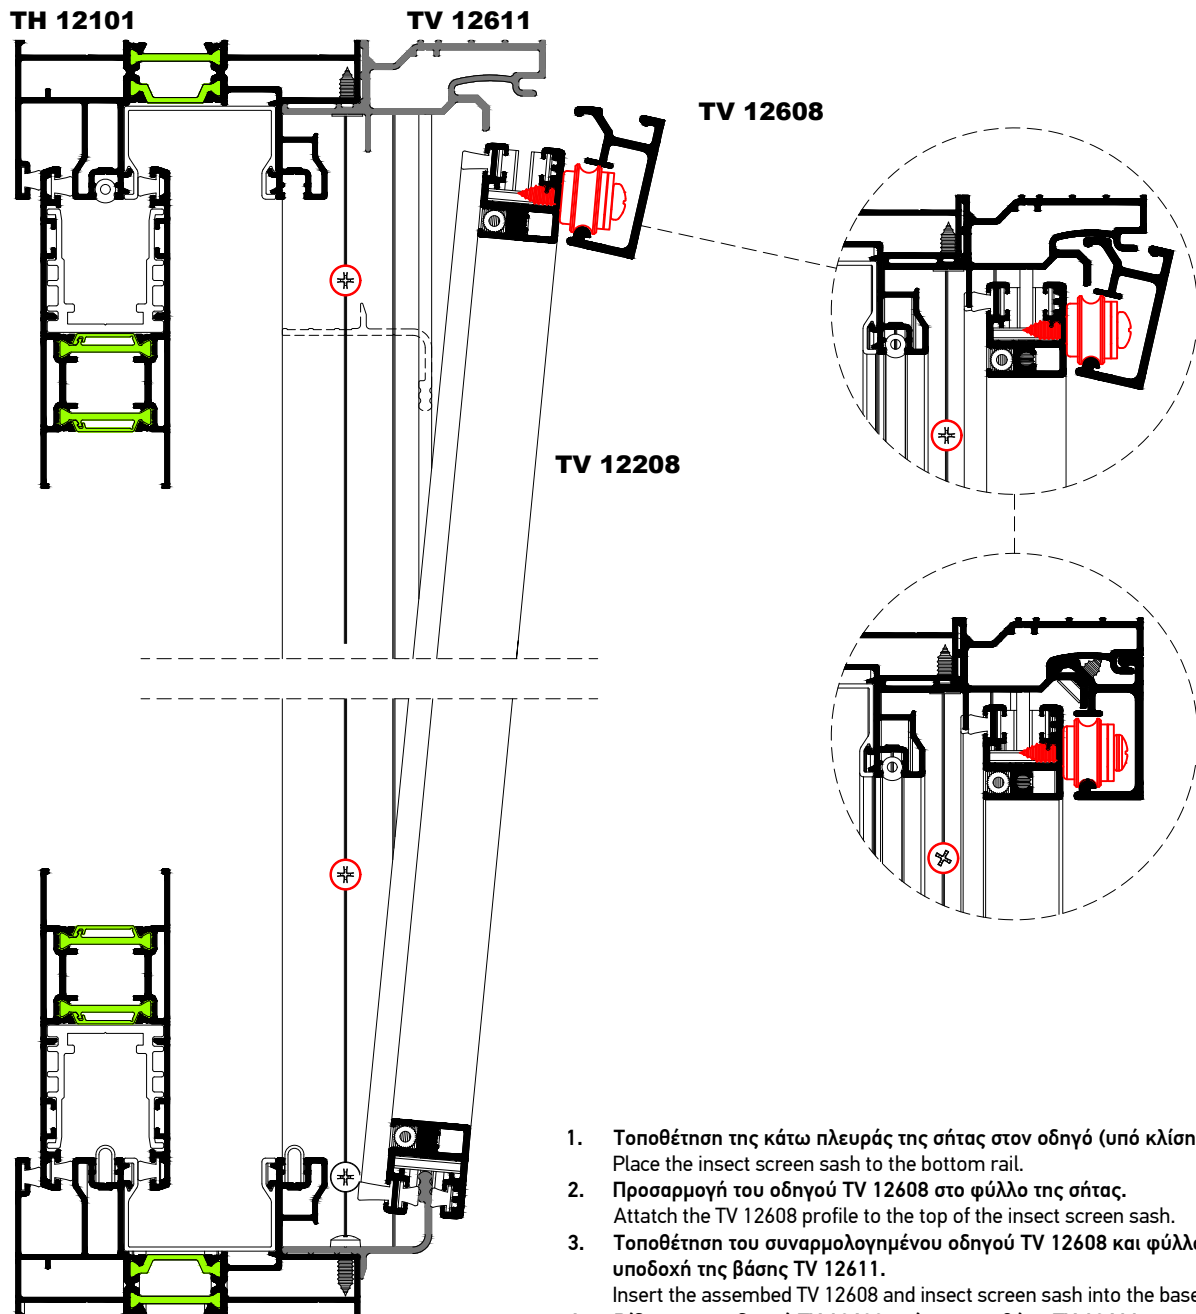 TH 12101
TV 12611
TV 12608
TV 12208
1. Τοποθέτηση της κάτω πλευράς της σήτας στον οδηγό (υπό κλίση
Place the insect screen sash to the bottom rail.
2. Προσαρμογή του οδηγού TV 12608 στο φύλλο της σήτας.
Attatch the TV 12608 profile to the top of the insect screen sash.
3. Τοποθέτηση του συναρμολογημένου οδηγού TV 12608 και φύλλο
υποδοχή της βάσης TV 12611.
Insert the assembed TV 12608 and insect screen sash into the base